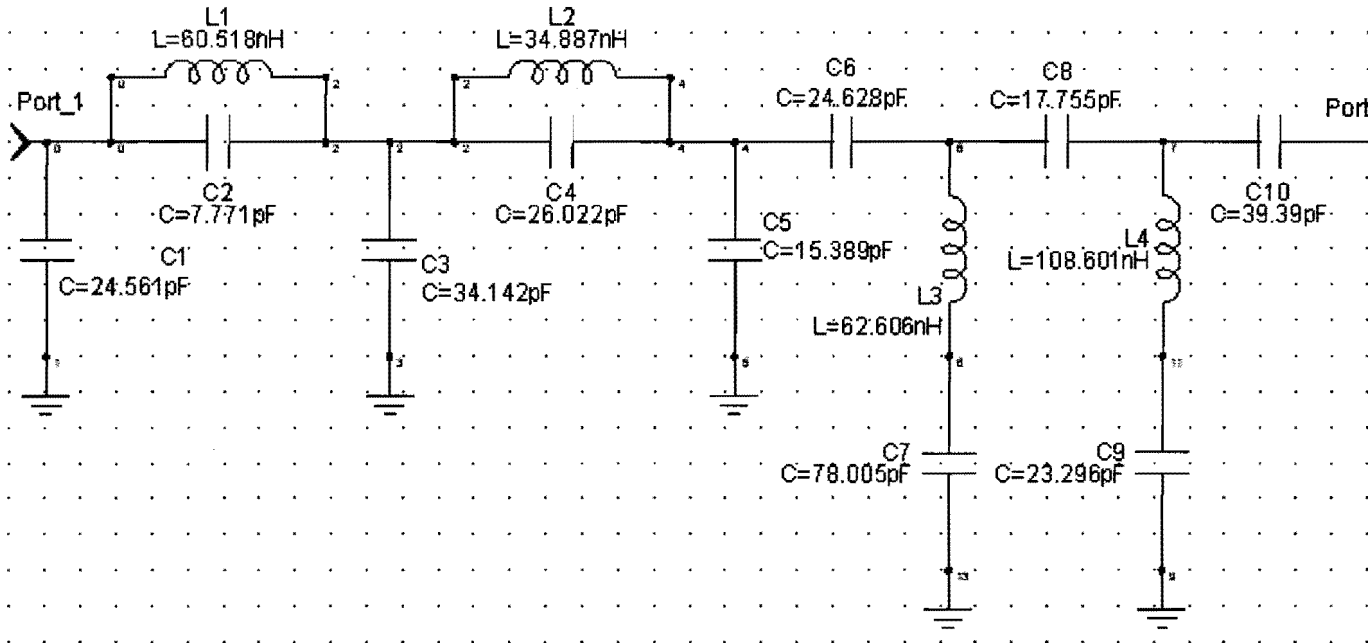 L1
L=60.518nH
L2
L=34.887nH
C6
C=24.628pF
C8
C=17.755pF
Port_1
Port
C2
C=7.771pF
C4
C=26.022pF
C10
C=39.39pF
C1
C=24.561pF
C3
C=34.142pF
C5
C=15.389pF
L3
L=62.606nH
L4
L=108.601nH
C7
C=78.005pF
C9
C=23.296pF